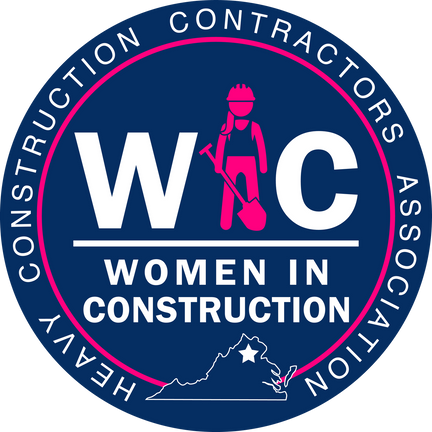 HEAVY CONSTRUCTION CONTRACTORS ASSOCIATION
WIC
WOMEN IN
CONSTRUCTION